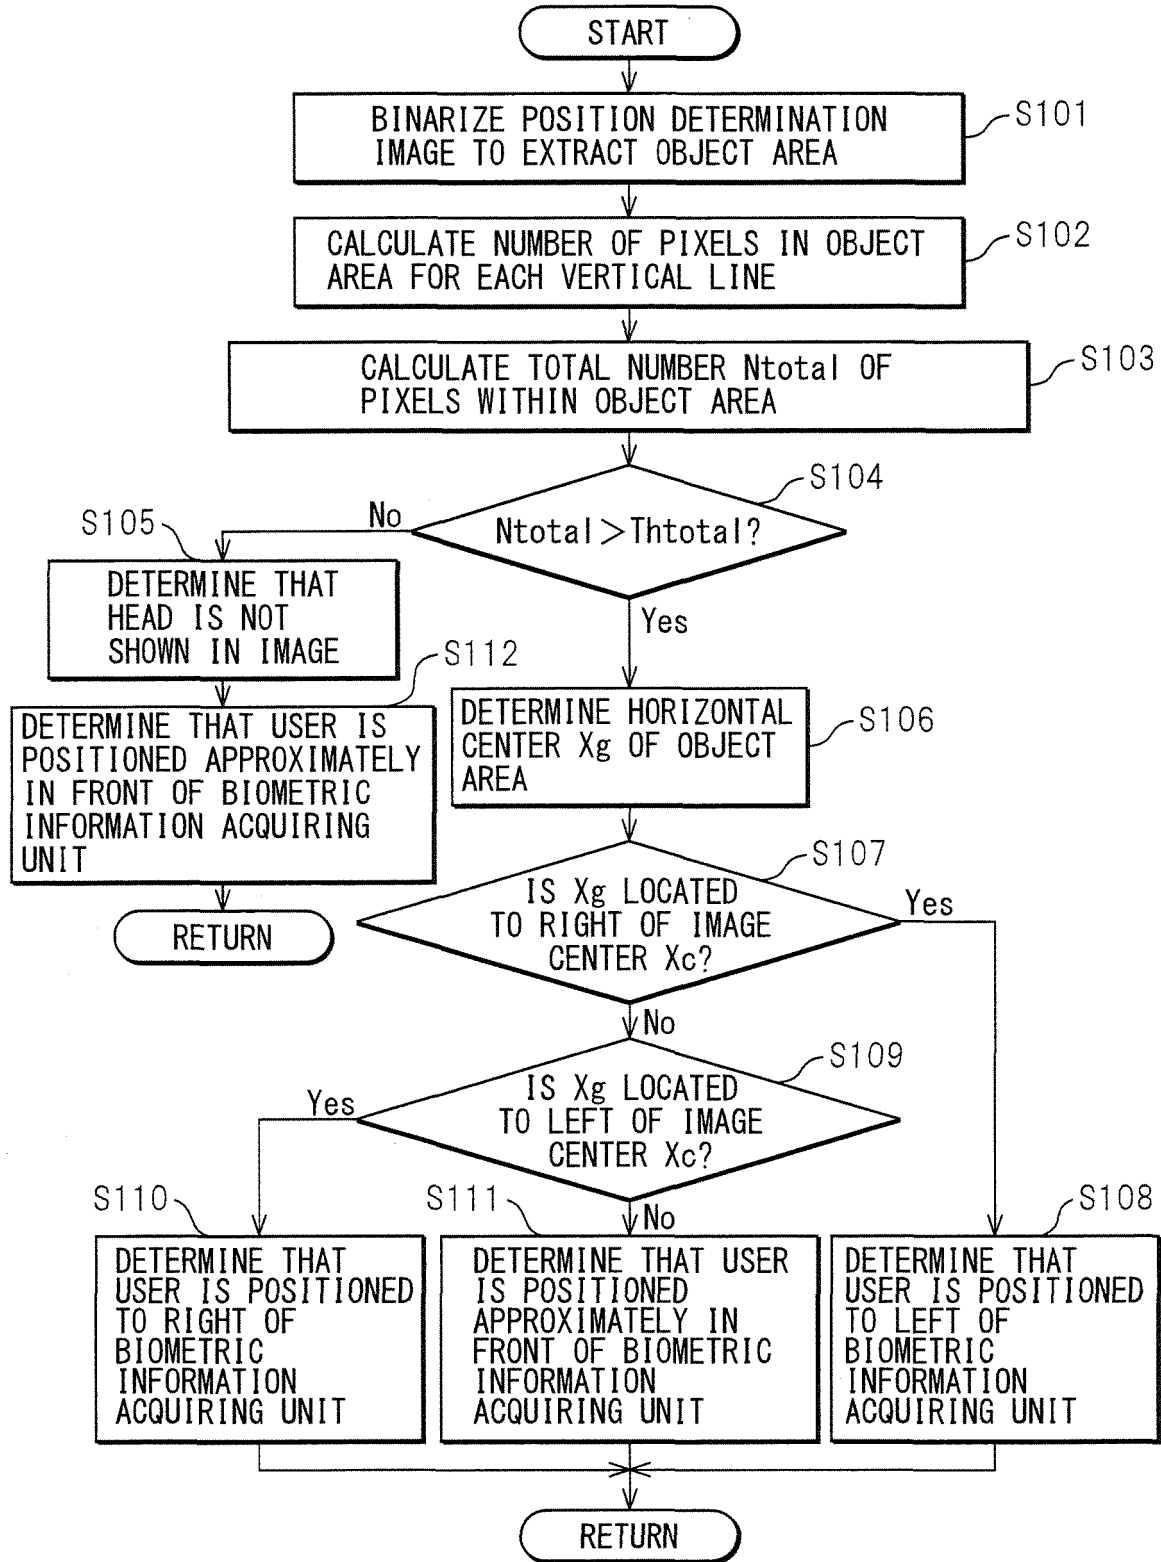 START
BINARIZE POSITION DETERMINATION
IMAGE TO EXTRACT OBJECT AREA
S101
CALCULATE NUMBER OF PIXELS IN OBJECT
AREA FOR EACH VERTICAL LINE
S102
CALCULATE TOTAL NUMBER Ntotal OF
PIXELS WITHIN OBJECT AREA
S103
S104
Ntotal>Thtotal?
No
Yes
S105
DETERMINE THAT
HEAD IS NOT
SHOWN IN IMAGE
S112
DETERMINE THAT USER IS
POSITIONED APPROXIMATELY
IN FRONT OF BIOMETRIC
INFORMATION ACQUIRING
UNIT
RETURN
DETERMINE HORIZONTAL
CENTER Xg OF OBJECT
AREA
S106
S107
IS Xg LOCATED
TO RIGHT OF IMAGE
CENTER Xc?
Yes
No
S109
IS Xg LOCATED
TO LEFT OF IMAGE
CENTER Xc?
Yes
No
S110
DETERMINE THAT
USER IS POSITIONED
TO RIGHT OF
BIOMETRIC
INFORMATION
ACQUIRING UNIT
S111
DETERMINE THAT USER
IS POSITIONED
APPROXIMATELY IN
FRONT OF BIOMETRIC
INFORMATION
ACQUIRING UNIT
S108
DETERMINE THAT
USER IS POSITIONED
TO LEFT OF
BIOMETRIC
INFORMATION
ACQUIRING UNIT
RETURN